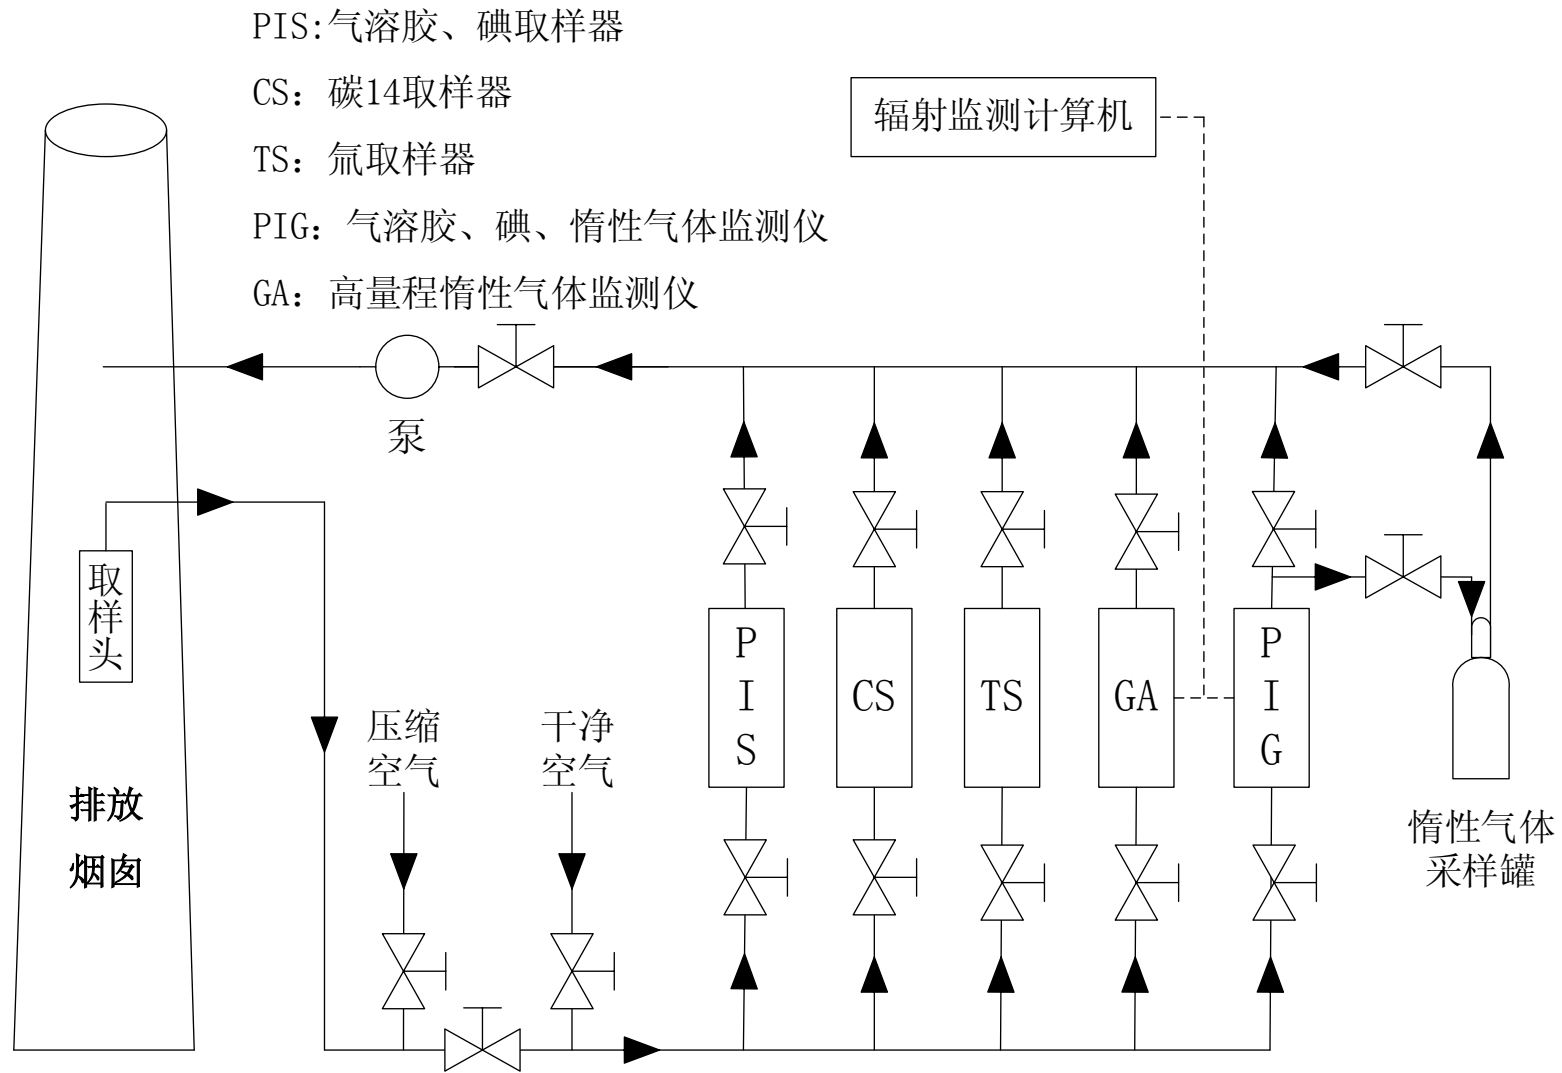 PIS:气溶胶、碘取样器
CS：碳14取样器
TS：氚取样器
PIG：气溶胶、碘、惰性气体监测仪
GA：高量程惰性气体监测仪
辐射监测计算机
泵
取
样
头
压缩
空气
干净
空气
排放
烟囱
P
I
S
CS
TS
GA
P
I
G
惰性气体
采样罐